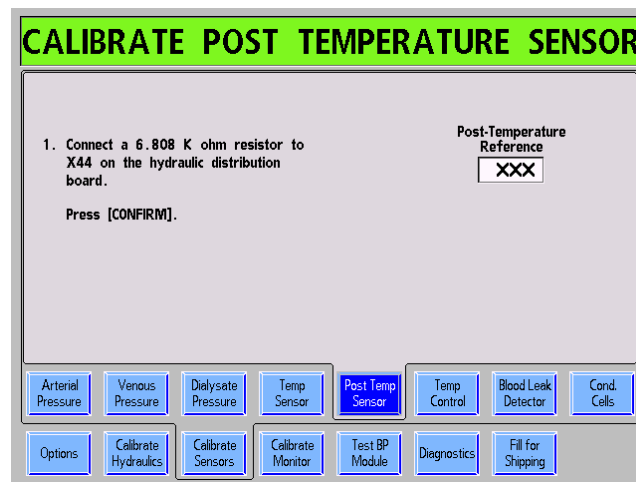 CALIBRATE POST TEMPERATURE SENSOR
1. Connect a 6.808 K ohm resistor to
X44 on the hydraulic distribution
board.
Press [CONFIRM].
Post-Temperature
Reference
XXX
Arterial
Pressure
Venous
Pressure
Dialysate
Pressure
Temp
Sensor
Post Temp
Sensor
Temp
Control
Blood Leak
Detector
Cond.
Cells
Options
Calibrate
Hydraulics
Calibrate
Sensors
Calibrate
Monitor
Test BP
Module
Diagnostics
Fill for
Shipping